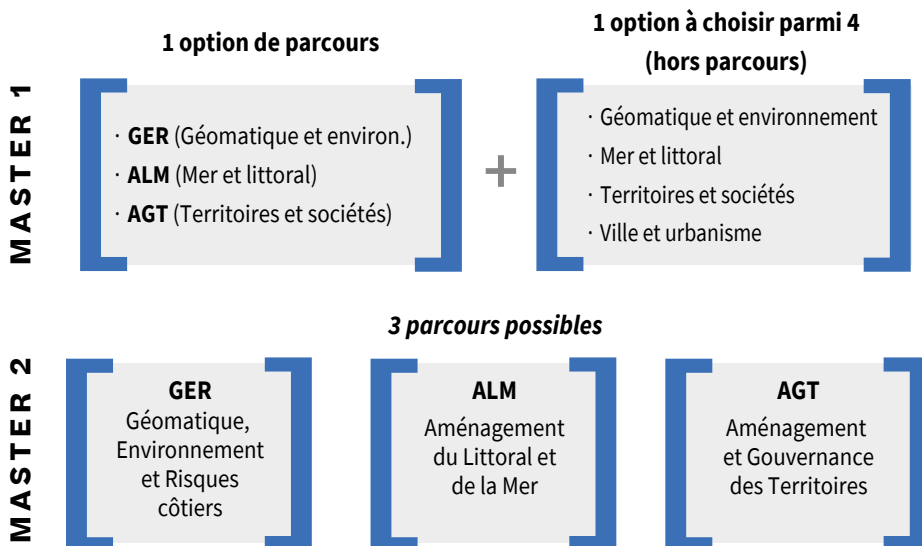 MASTER 1
1 option de parcours
· GER (Géomatique et environ.)
· ALM (Mer et littoral)
· AGT (Territoires et sociétés)
+
1 option à choisir parmi 4
(hors parcours)
· Géomatique et environnement
· Mer et littoral
· Territoires et sociétés
· Ville et urbanisme
MASTER 2
3 parcours possibles
GER
Géomatique,
Environnement
et Risques
côtiers
ALM
Aménagement
du Littoral et
de la Mer
AGT
Aménagement
et Gouvernance
des Territoires